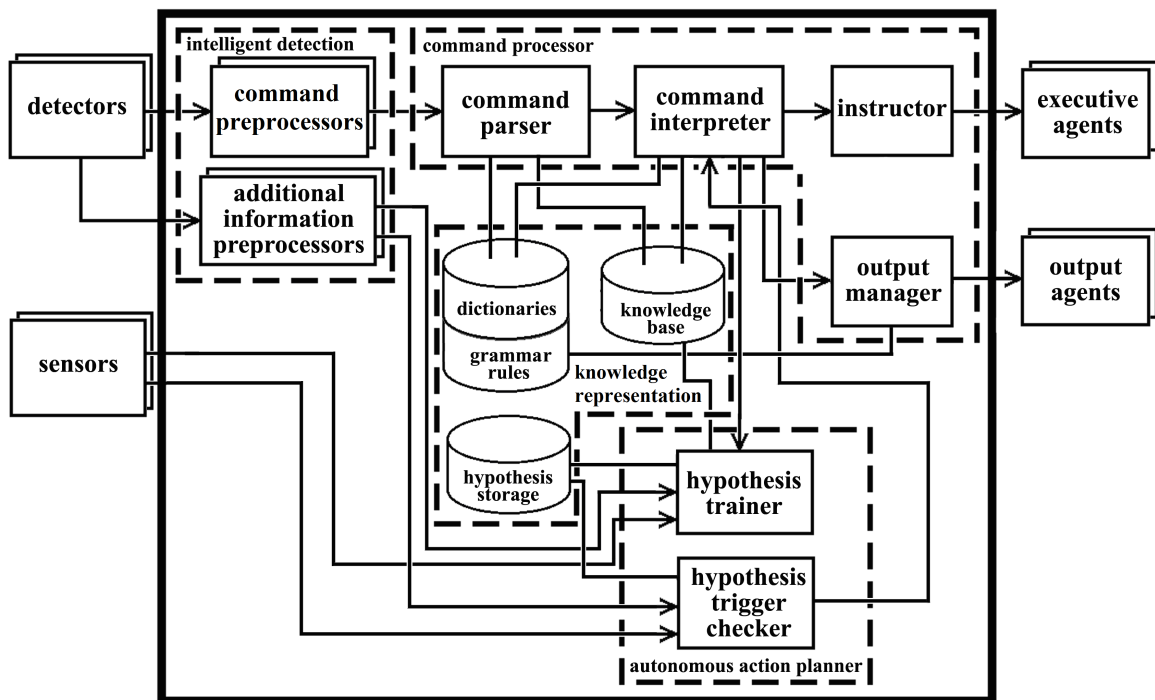 intelligent detection
command processor
detectors
command
preprocessors
command
parser
command
interpreter
instructor
executive
agents
additional
information
preprocessors
output
manager
output
agents
dictionaries
knowledge
base
grammar
rules
sensors
knowledge
representation
hypothesis
storage
hypothesis
trainer
hypothesis
trigger
checker
autonomous action planner